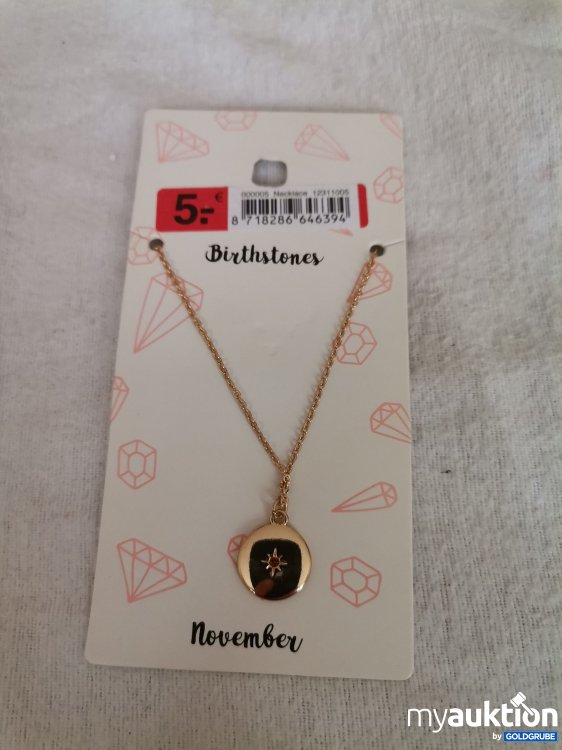 000005 Necklace 12311005
5.-€
8 718286 646394
Birthstones
November
myauktion
by GOLDGRUBE